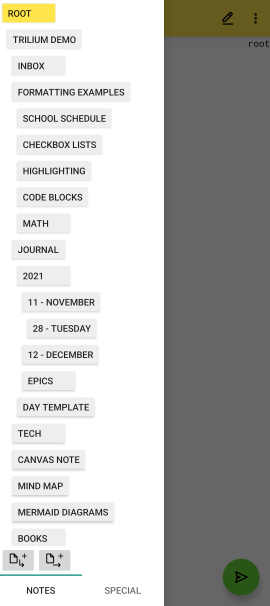 ROOT
root
TRILIUM DEMO
INBOX
FORMATTING EXAMPLES
SCHOOL SCHEDULE
CHECKBOX LISTS
HIGHLIGHTING
CODE BLOCKS
MATH
JOURNAL
2021
11 - NOVEMBER
28 - TUESDAY
12 - DECEMBER
EPICS
DAY TEMPLATE
TECH
CANVAS NOTE
MIND MAP
MERMAID DIAGRAMS
BOOKS
NOTES
SPECIAL